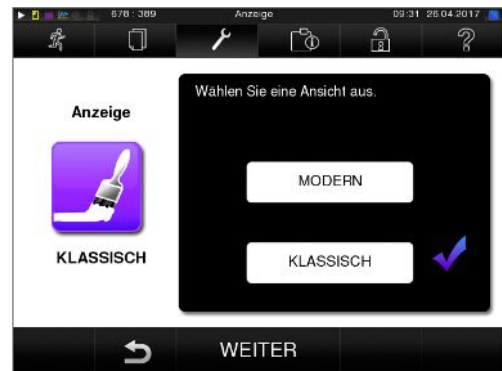 678 : 389 Anzeige 09:31 26.04.2017
Anzeige
KLASSISCH
Wählen Sie eine Ansicht aus.
MODERN
KLASSISCH
WEITER